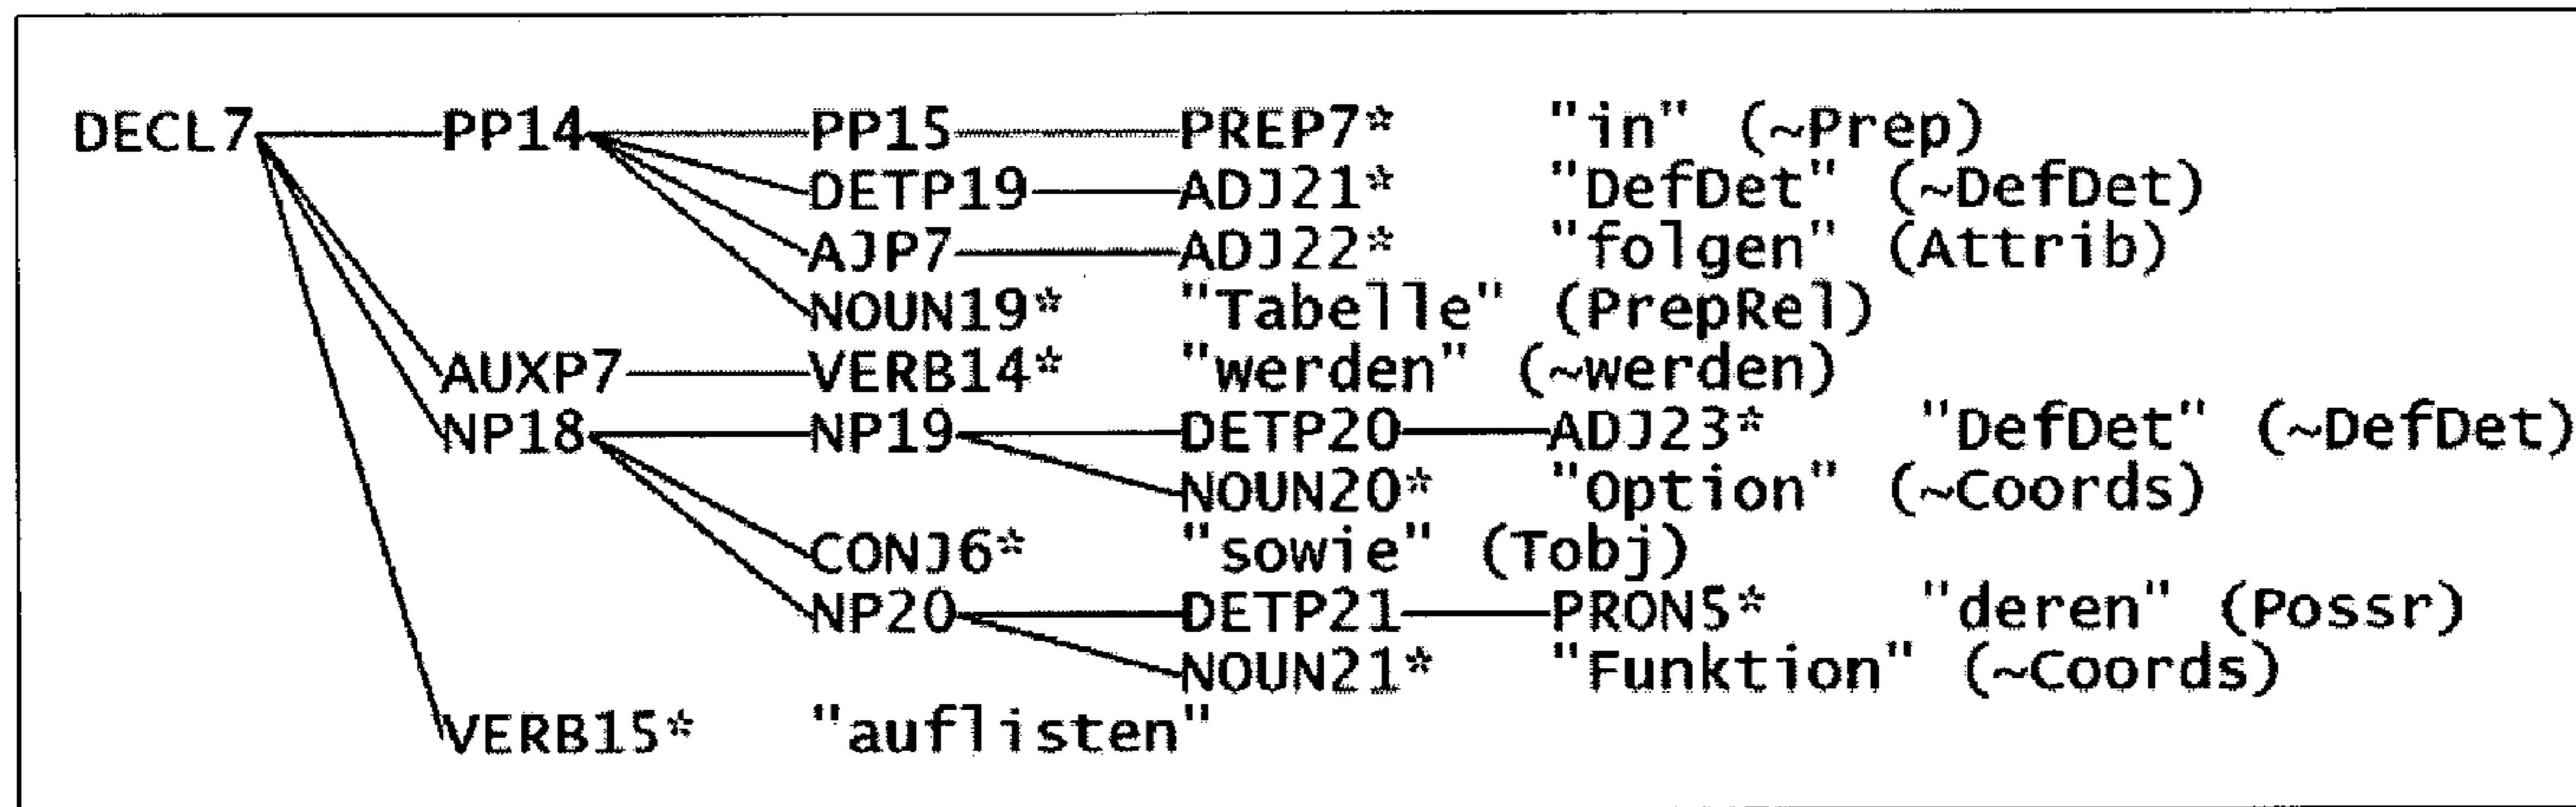 DECL7 PP14 PP15 PREP7* "in" (~Prep)
DETP19 ADJ21* "DefDet" (~DefDet)
AJP7 ADJ22* "folgen" (Attrib)
NOUN19* "Tabelle" (PrepRel)
AUXP7 VERB14* "werden" (~werden)
NP18 NP19 DETP20 ADJ23* "DefDet" (~DefDet)
NOUN20* "Option" (~Coords)
CONJ6* "sowie" (Tobj)
NP20 DETP21 PRON5* "deren" (Possr)
NOUN21* "Funktion" (~Coords)
VERB15* "auflisten"